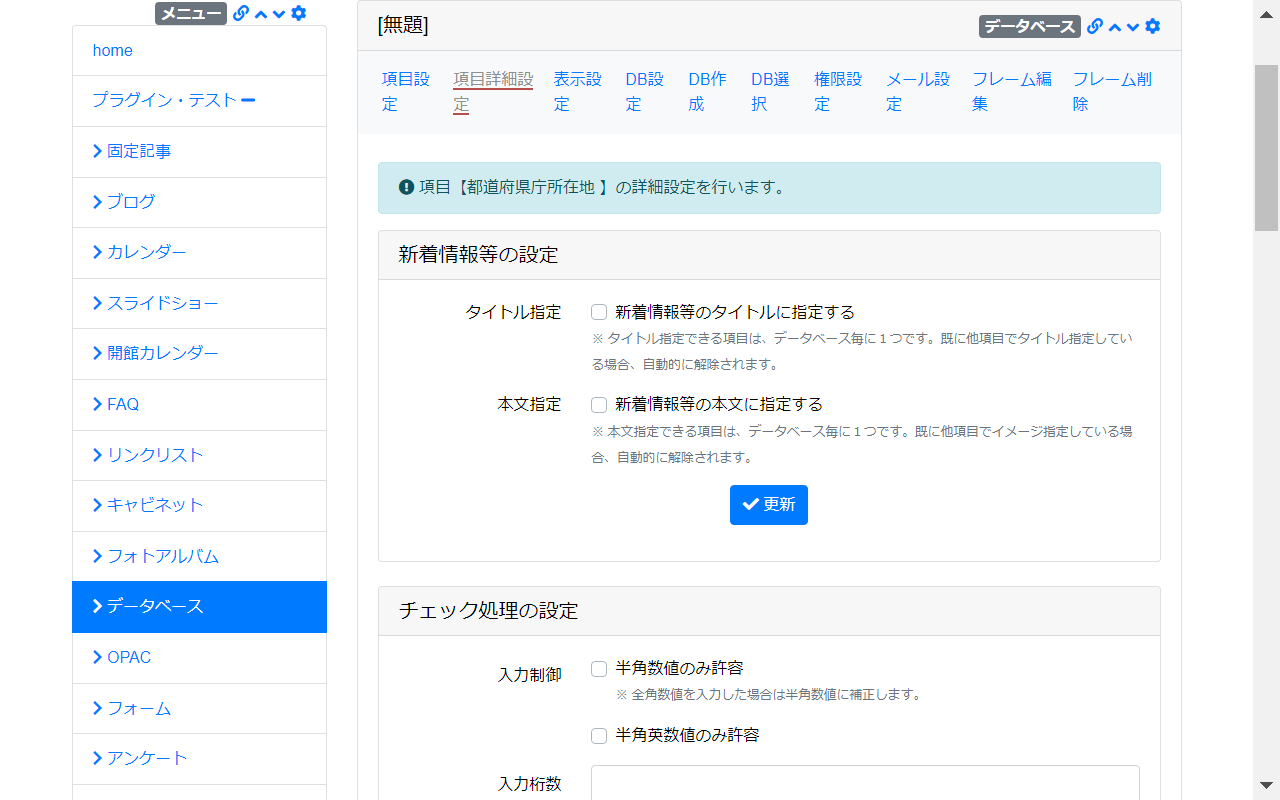 メニュー
home
プラグイン・テスト
固定記事
ブログ
カレンダー
スライドショー
開館カレンダー
FAQ
リンクリスト
キャビネット
フォトアルバム
データベース
OPAC
フォーム
アンケート
[無題]
データベース
項目設
定
項目詳細設
定
表示設
定
DB設
定
DB作
成
DB選
択
権限設
定
メール設
定
フレーム編
集
フレーム削
除
項目【都道府県庁所在地 】の詳細設定を行います。
新着情報等の設定
タイトル指定
新着情報等のタイトルに指定する
※ タイトル指定できる項目は、データベース毎に１つです。既に他項目でタイトル指定してい
る場合、自動的に解除されます。
本文指定
新着情報等の本文に指定する
※ 本文指定できる項目は、データベース毎に１つです。既に他項目でイメージ指定している場
合、自動的に解除されます。
更新
チェック処理の設定
入力制御
半角数値のみ許容
※ 全角数値を入力した場合は半角数値に補正します。
半角英数値のみ許容
入力桁数